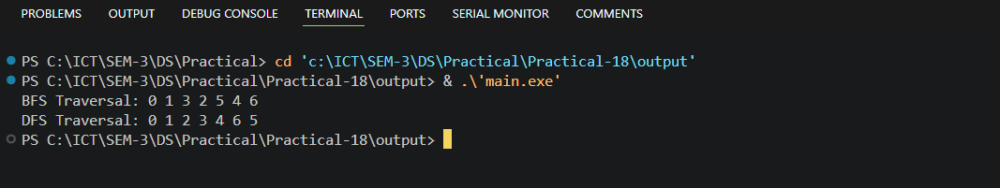 PROBLEMS OUTPUT DEBUG CONSOLE TERMINAL PORTS SERIAL MONITOR COMMENTS
PS C:\ICT\SEM-3\DS\Practical> cd 'c:\ICT\SEM-3\DS\Practical\Practical-18\output'
PS C:\ICT\SEM-3\DS\Practical\Practical-18\output> & .\'main.exe'
BFS Traversal: 0 1 3 2 5 4 6
DFS Traversal: 0 1 2 3 4 6 5
PS C:\ICT\SEM-3\DS\Practical\Practical-18\output>